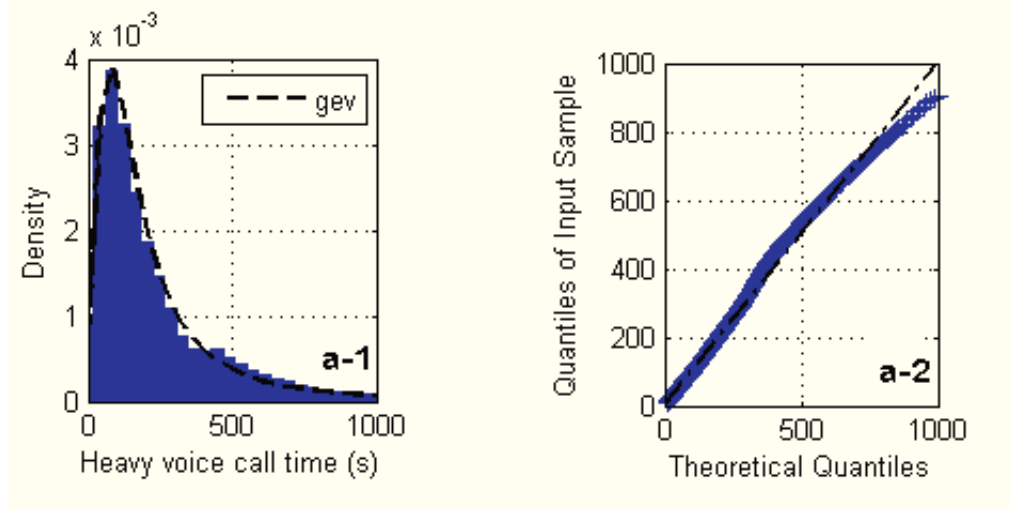 x 10^-3
4
3
2
1
0
Density
gev
a-1
0 500 1000
Heavy voice call time (s)
1000
800
600
400
200
0
Quantiles of Input Sample
a-2
0 500 1000
Theoretical Quantiles